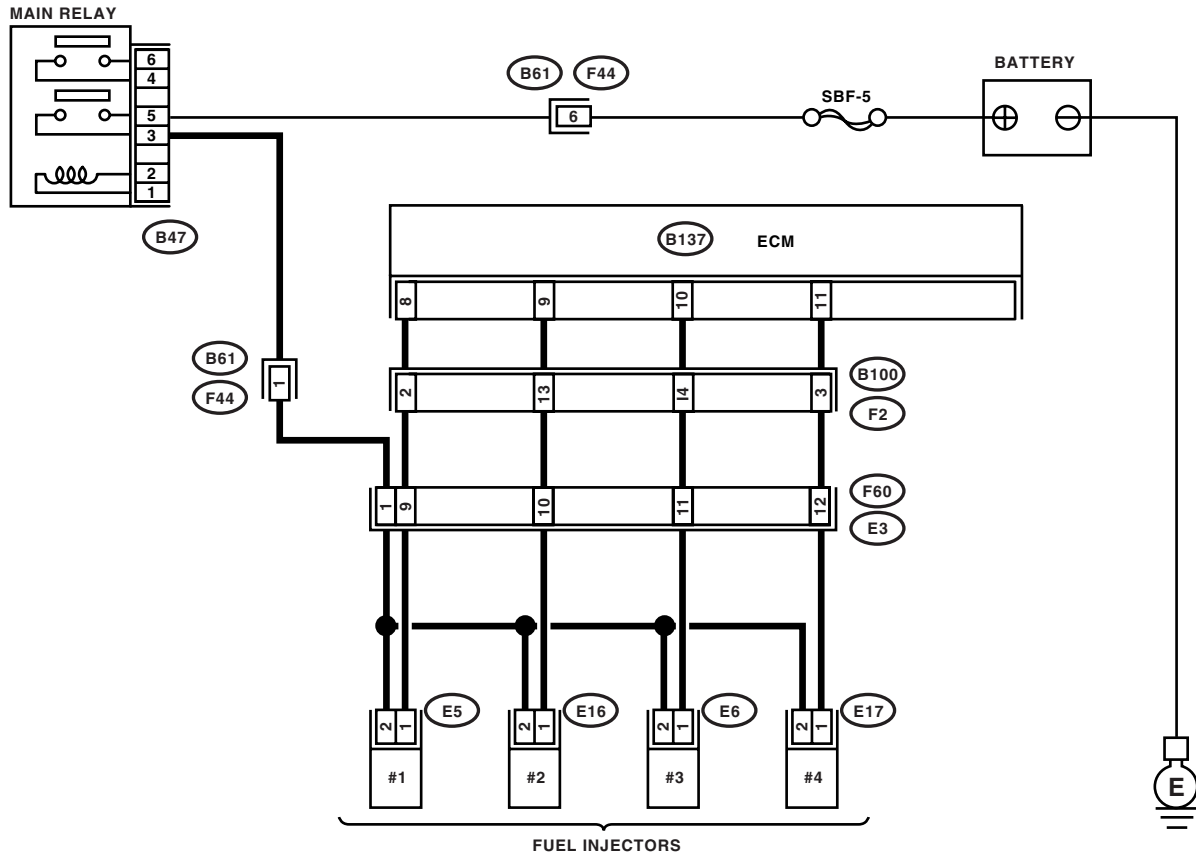 MAIN RELAY
6
4
5
3
2
1
B47
B61 F44
6
SBF-5
BATTERY
B137 ECM
8 9 10 11
B61
F44
1
2 13 I4 3
B100
F2
1 9 10 11 12
F60
E3
2 1 E5
2 1 E16
2 1 E6
2 1 E17
#1 #2 #3 #4
E
FUEL INJECTORS